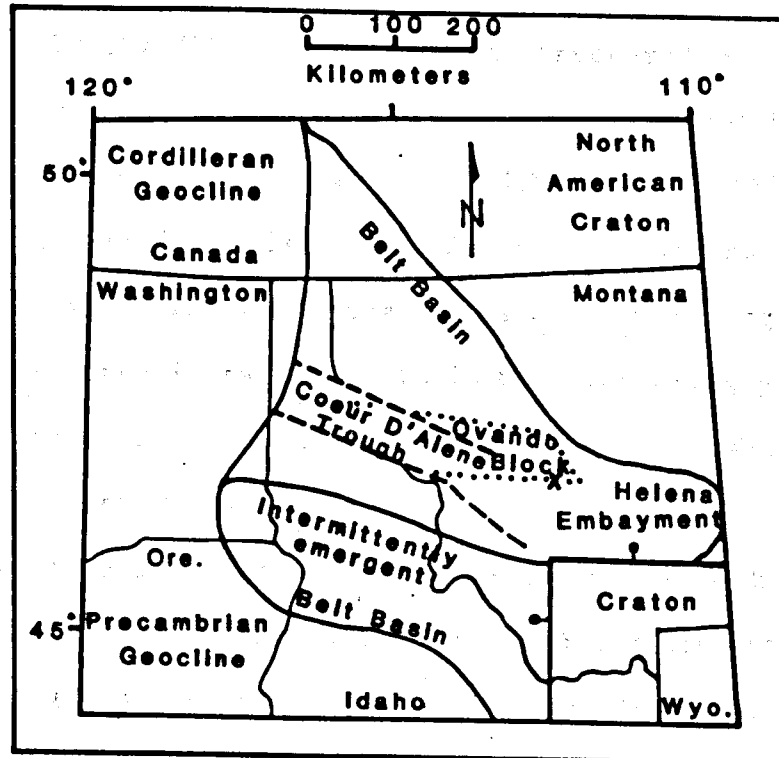 0 100 200
Kilometers
120° 110°
Cordilleran
Geocline
North
American
Craton
50°
N
Belt Basin
Canada
Washington
Montana
Coeur D'Alene
Trough
Ovando
Block
X
Helena
Embayment
Intermittently
emergent
Belt Basin
Ore.
Craton
45°
Precambrian
Geocline
Idaho
Wyo.